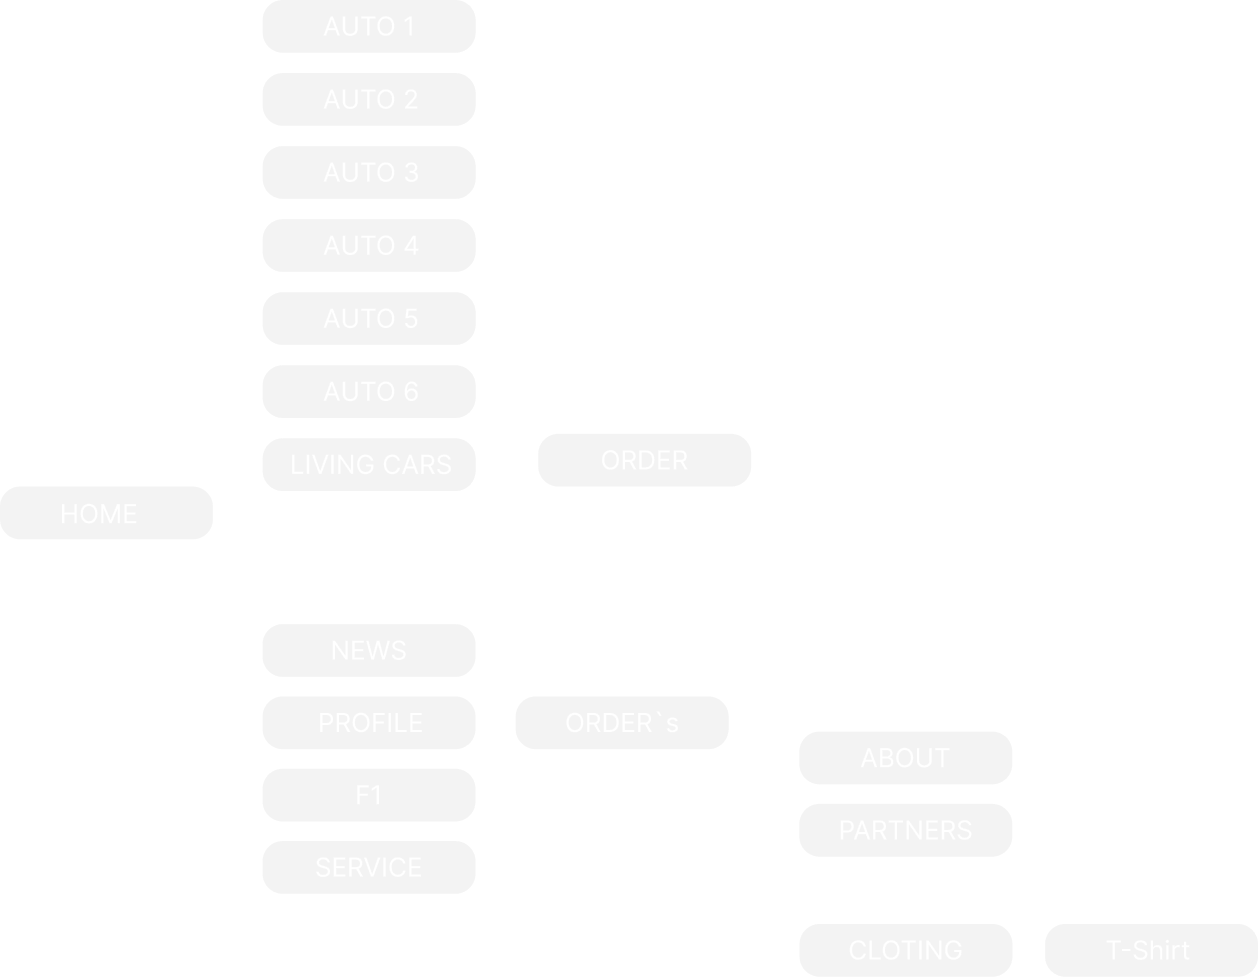 AUTO 1
AUTO 2
AUTO 3
AUTO 4
AUTO 5
AUTO 6
LIVING CARS
ORDER
HOME
NEWS
PROFILE
ORDER`s
ABOUT
F1
PARTNERS
SERVICE
CLOTING
T-Shirt